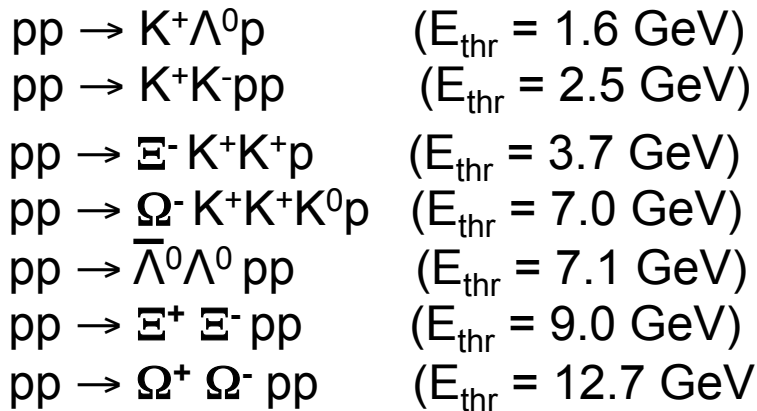 pp → K⁺Λ⁰p (E_thr = 1.6 GeV)
pp → K⁺K⁻pp (E_thr = 2.5 GeV)
pp → Ξ⁻ K⁺K⁺p (E_thr = 3.7 GeV)
pp → Ω⁻ K⁺K⁺K⁰p (E_thr = 7.0 GeV)
pp → Λ̅⁰Λ⁰ pp (E_thr = 7.1 GeV)
pp → Ξ⁺ Ξ⁻ pp (E_thr = 9.0 GeV)
pp → Ω⁺ Ω⁻ pp (E_thr = 12.7 GeV